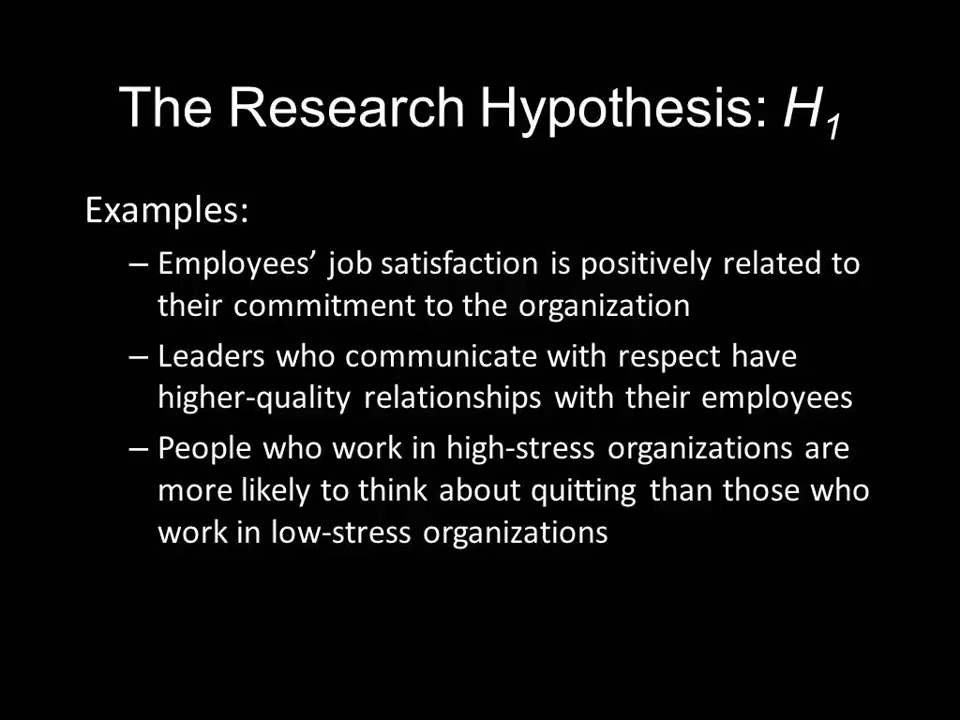 The Research Hypothesis: H1
Examples:
– Employees’ job satisfaction is positively related to
their commitment to the organization
– Leaders who communicate with respect have
higher-quality relationships with their employees
– People who work in high-stress organizations are
more likely to think about quitting than those who
work in low-stress organizations